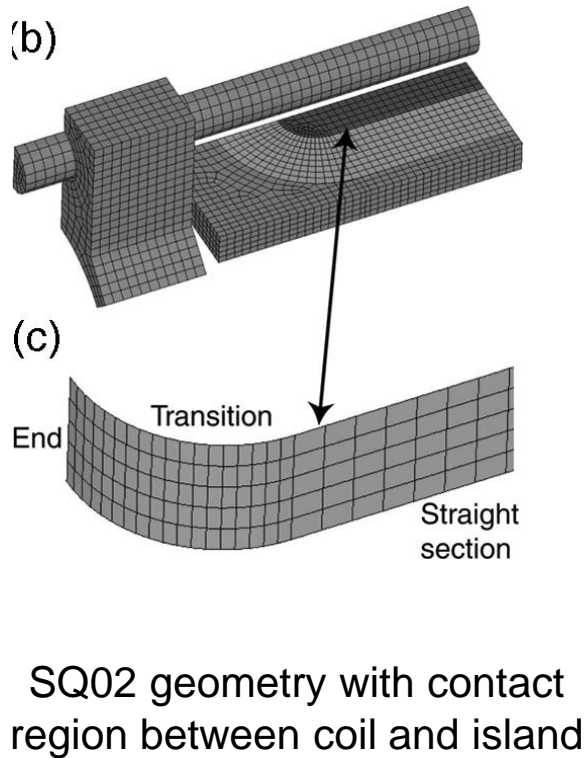 (b)
(c)
Transition
End
Straight
section
SQ02 geometry with contact
region between coil and island